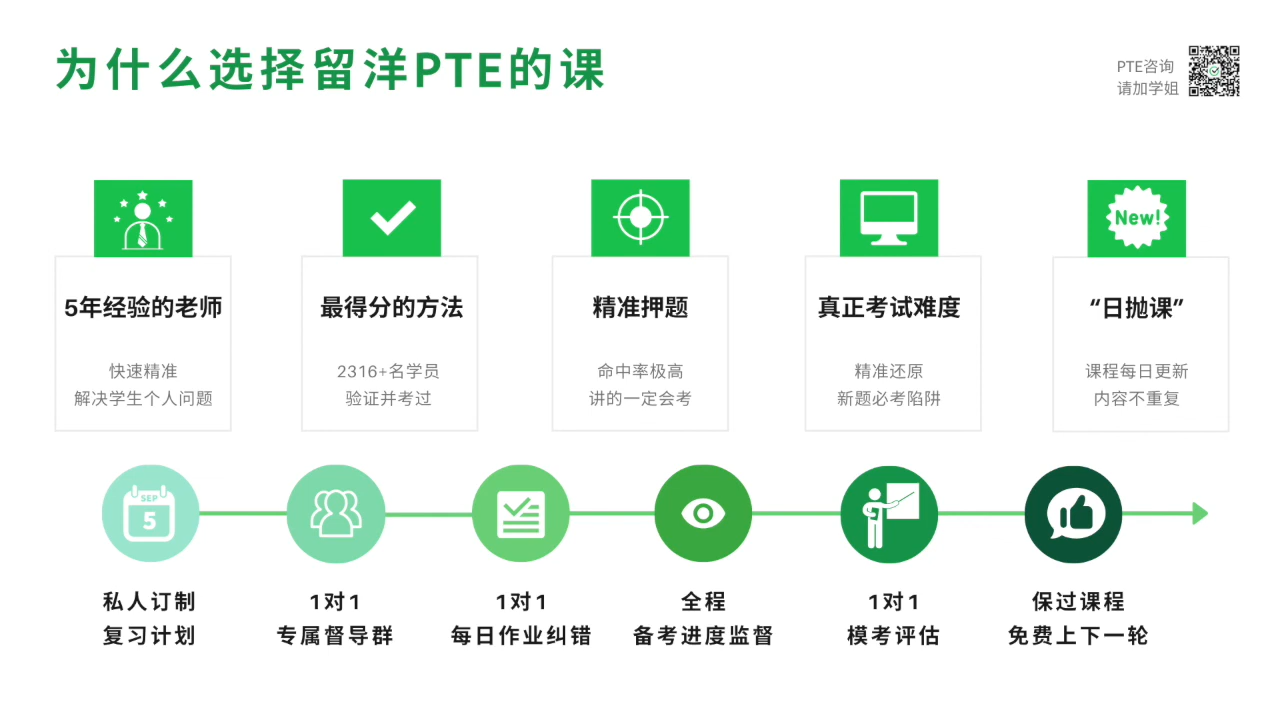 为什么选择留洋PTE的课
PTE咨询
请加学姐
New!
5年经验的老师
最得分的方法
精准押题
真正考试难度
“日抛课”
快速精准
解决学生个人问题
2316+名学员
验证并考过
命中率极高
讲的一定会考
精准还原
新题必考陷阱
课程每日更新
内容不重复
SEP
5
私人订制
复习计划
1对1
专属督导群
1对1
每日作业纠错
全程
备考进度监督
1对1
模考评估
保过课程
免费上下一轮